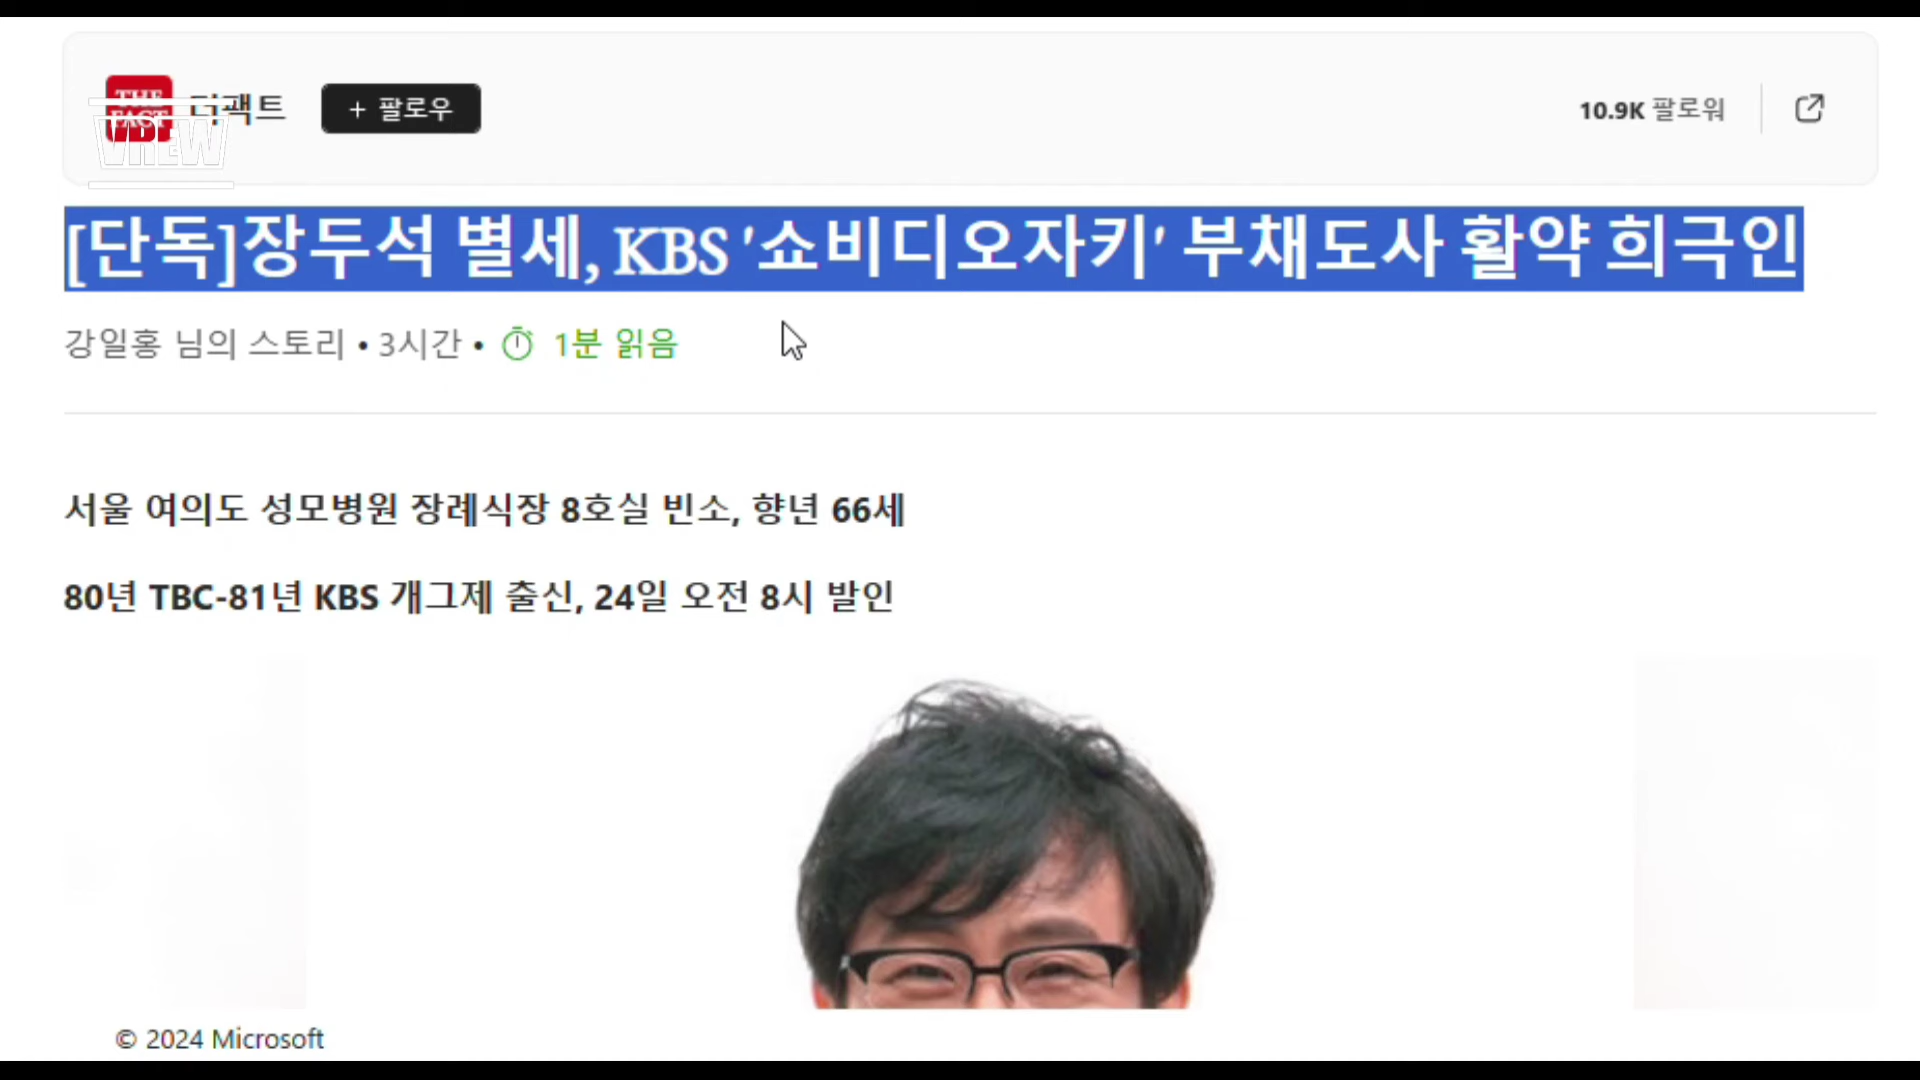 THE
FACT
더팩트
+ 팔로우
10.9K 팔로워
VREW
[단독]장두석 별세, KBS '쇼비디오자키' 부채도사 활약 희극인
강일홍 님의 스토리 • 3시간 • 1분 읽음
서울 여의도 성모병원 장례식장 8호실 빈소, 향년 66세
80년 TBC-81년 KBS 개그제 출신, 24일 오전 8시 발인
© 2024 Microsoft